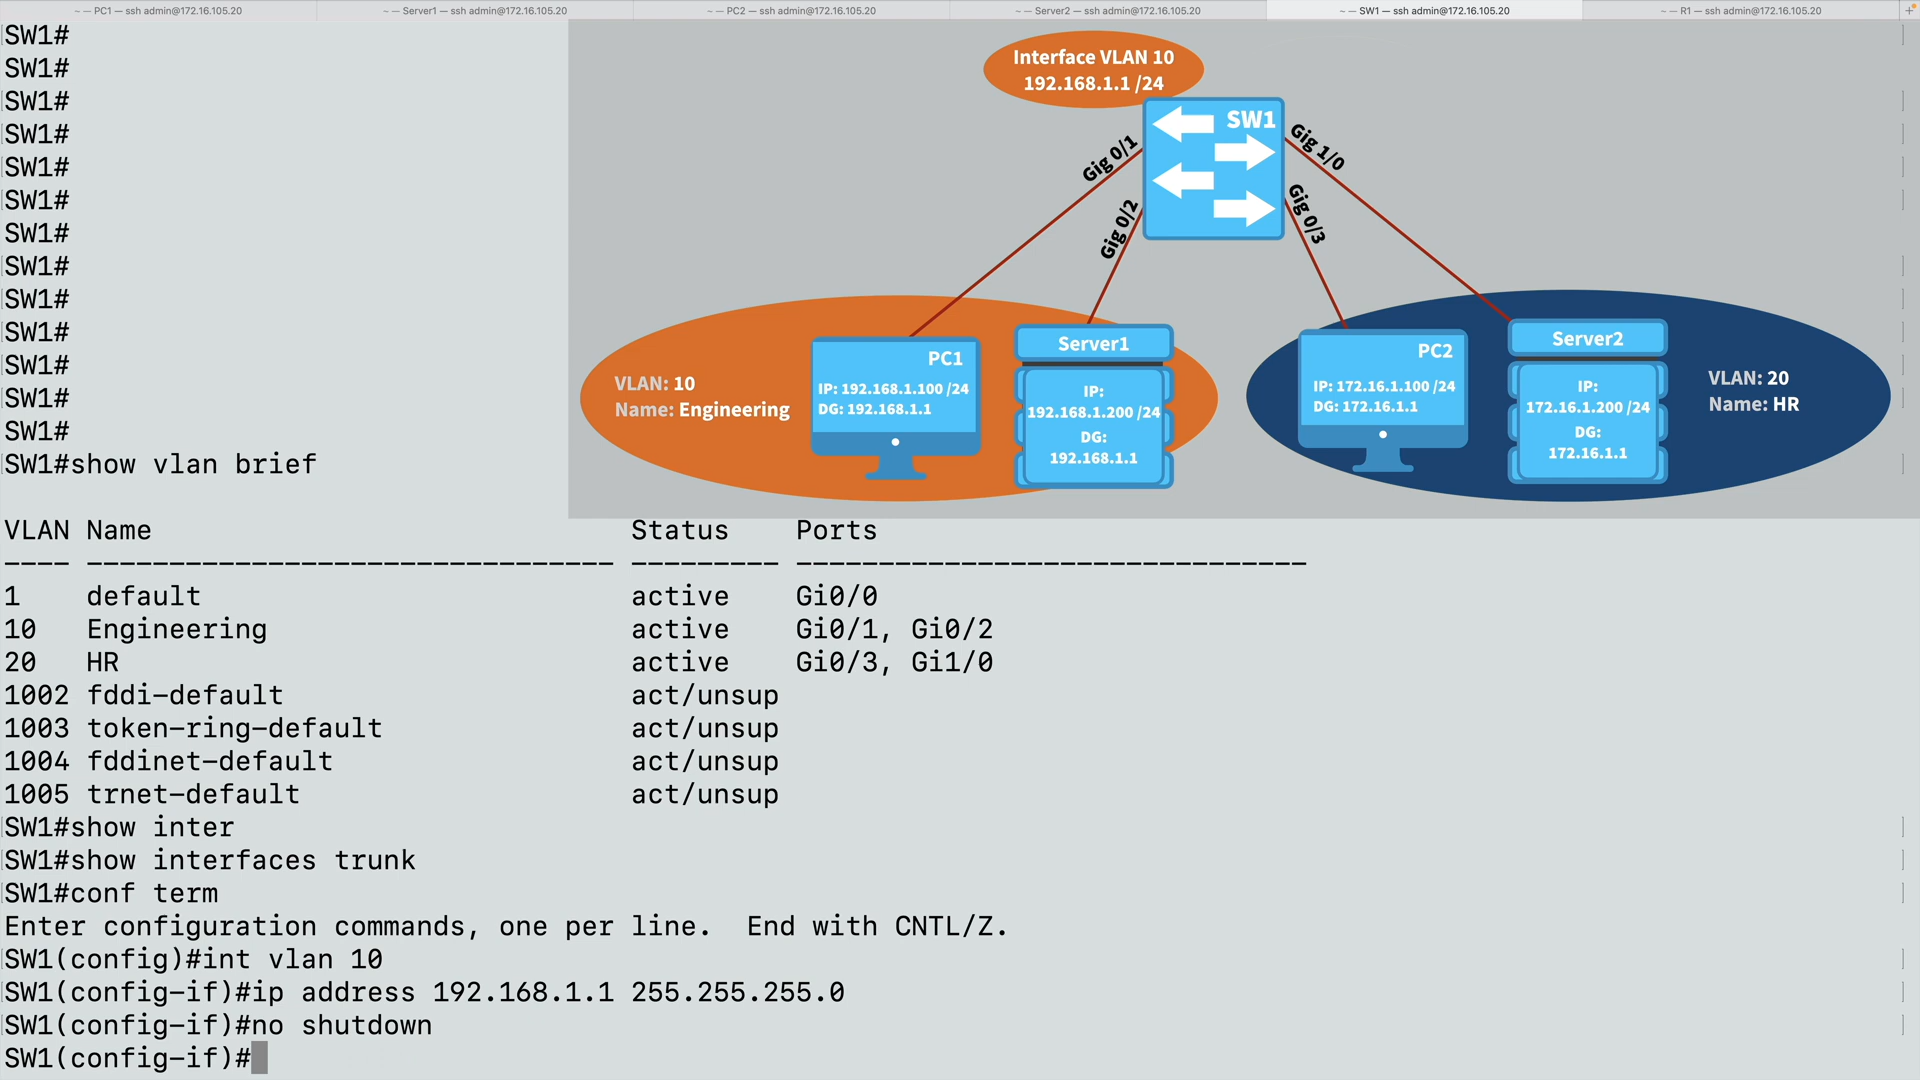 ~ — PC1 — ssh admin@172.16.105.20
~ — Server1 — ssh admin@172.16.105.20
~ — PC2 — ssh admin@172.16.105.20
~ — Server2 — ssh admin@172.16.105.20
~ — SW1 — ssh admin@172.16.105.20
~ — R1 — ssh admin@172.16.105.20
SW1#
SW1#
SW1#
SW1#
SW1#
SW1#
SW1#
SW1#
SW1#
SW1#
SW1#
SW1#
SW1#
SW1#show vlan brief
Interface VLAN 10
192.168.1.1 /24
SW1
Gig 0/1
Gig 0/2
Gig 0/3
Gig 1/0
VLAN: 10
Name: Engineering
PC1
IP: 192.168.1.100 /24
DG: 192.168.1.1
Server1
IP:
192.168.1.200 /24
DG:
192.168.1.1
PC2
IP: 172.16.1.100 /24
DG: 172.16.1.1
Server2
IP:
172.16.1.200 /24
DG:
172.16.1.1
VLAN: 20
Name: HR
VLAN Name                             Status    Ports
---- -------------------------------- --------- -------------------------------
1    default                          active    Gi0/0
10   Engineering                      active    Gi0/1, Gi0/2
20   HR                               active    Gi0/3, Gi1/0
1002 fddi-default                     act/unsup
1003 token-ring-default               act/unsup
1004 fddinet-default                  act/unsup
1005 trnet-default                    act/unsup
SW1#show inter
SW1#show interfaces trunk
SW1#conf term
Enter configuration commands, one per line.  End with CNTL/Z.
SW1(config)#int vlan 10
SW1(config-if)#ip address 192.168.1.1 255.255.255.0
SW1(config-if)#no shutdown
SW1(config-if)#